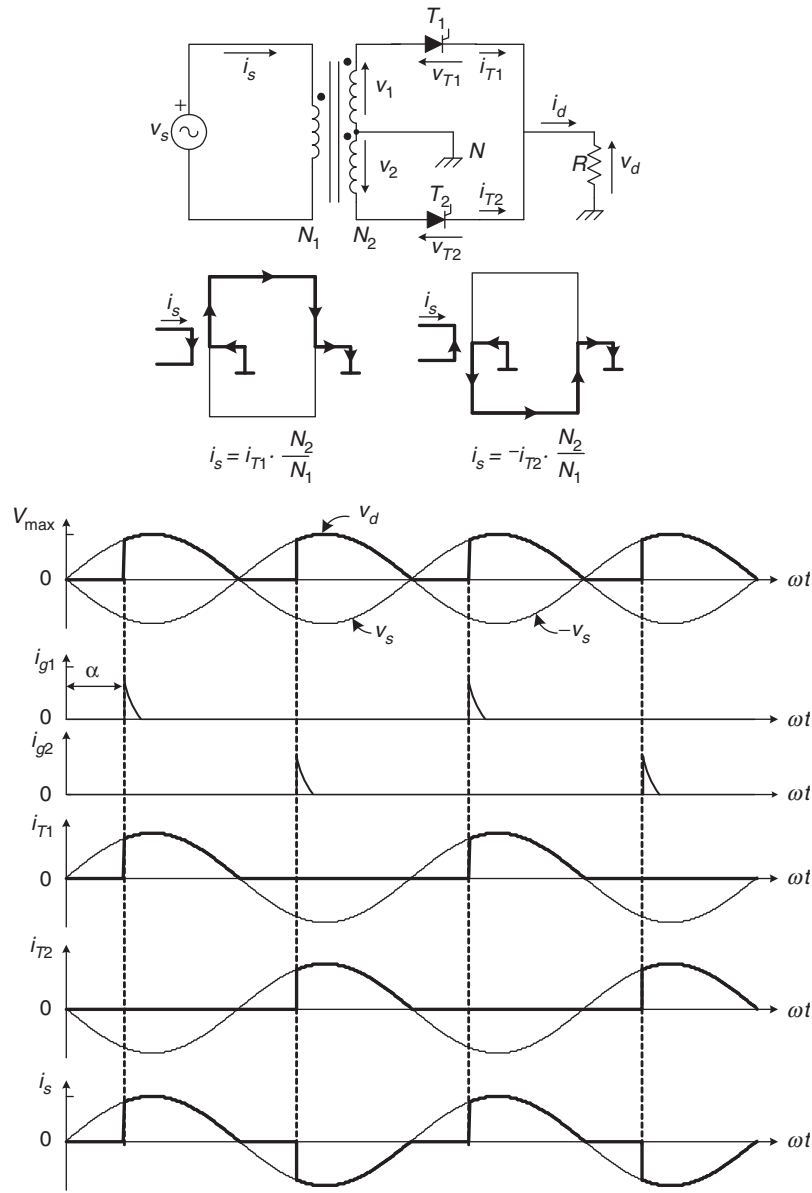 T1
is
vT1
iT1
v1
id
+
vs
N
R
vd
v2
T2
iT2
N1
N2
vT2
is
is
is = iT1 · N2/N1
is = −iT2 · N2/N1
Vmax
vd
0
ωt
vs
−vs
ig1
α
0
ωt
ig2
0
ωt
iT1
0
ωt
iT2
0
ωt
is
0
ωt